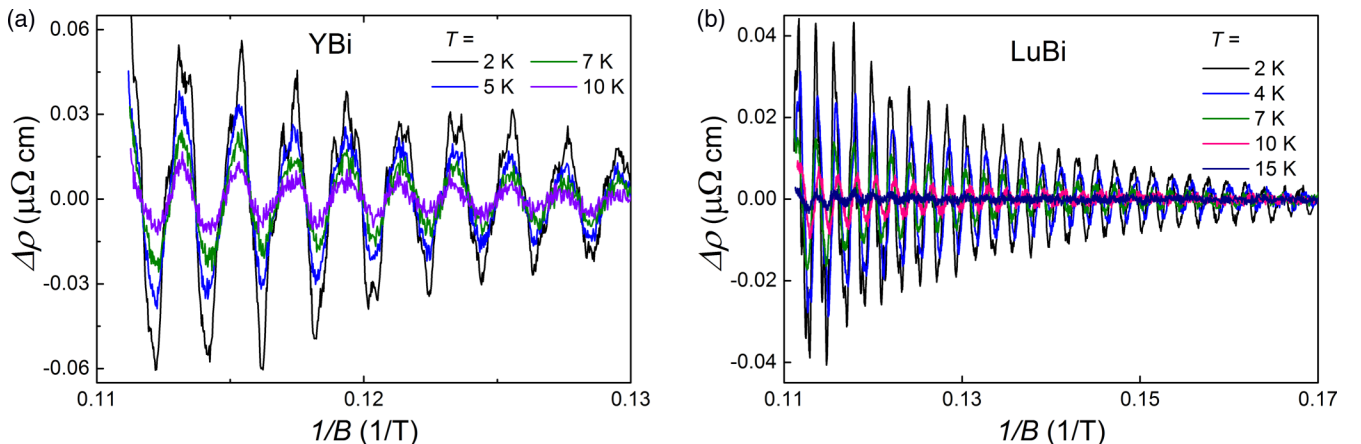 (a)
YBi
T =
2 K
7 K
5 K
10 K
0.06
0.03
0.00
-0.03
-0.06
Δρ (μΩ cm)
0.11
0.12
0.13
1/B (1/T)
(b)
LuBi
T =
2 K
4 K
7 K
10 K
15 K
0.04
0.02
0.00
-0.02
-0.04
Δρ (μΩ cm)
0.11
0.13
0.15
0.17
1/B (1/T)